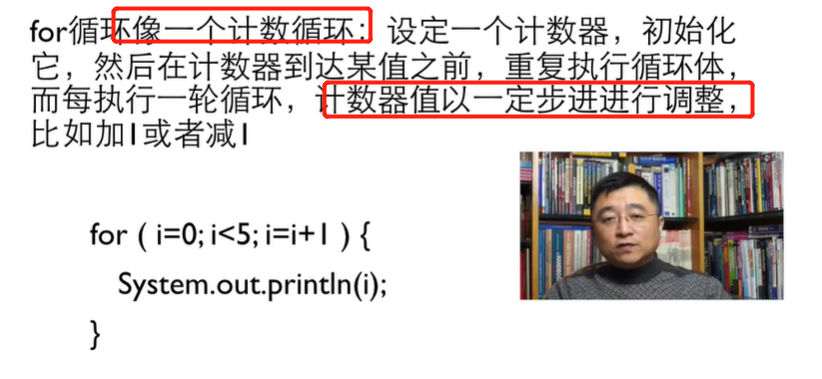 for循环像一个计数循环：设定一个计数器，初始化
它，然后在计数器到达某值之前，重复执行循环体，
而每执行一轮循环，计数器值以一定步进进行调整，
比如加1或者减1
for ( i=0; i<5; i=i+1 ) {
System.out.println(i);
}